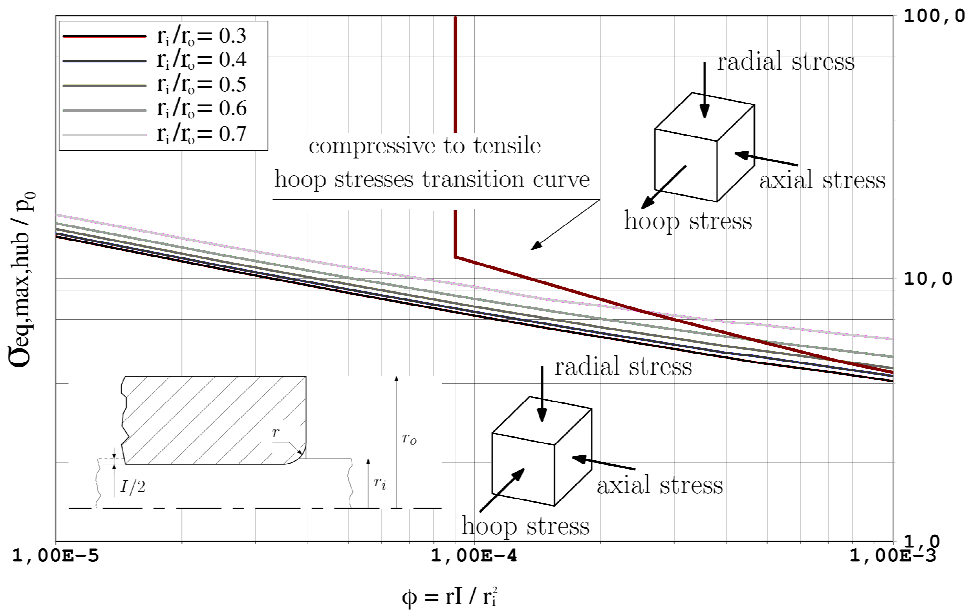 100,0
rᵢ/rₒ= 0.3
rᵢ/rₒ= 0.4
rᵢ/rₒ= 0.5
rᵢ/rₒ= 0.6
rᵢ/rₒ= 0.7
radial stress
compressive to tensile
hoop stresses transition curve
axial stress
hoop stress
σeq,max,hub / p₀
10,0
radial stress
r
rₒ
I/2
rᵢ
axial stress
hoop stress
1,0
1,00E-5
1,00E-4
1,00E-3
ϕ = rI / rᵢ²